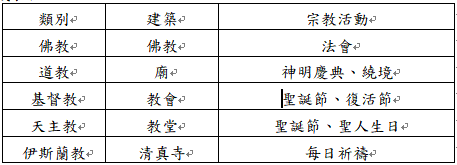 類別 建築 宗教活動
佛教 佛教 法會
道教 廟 神明慶典、繞境
基督教 教會 聖誕節、復活節
天主教 教堂 聖誕節、聖人生日
伊斯蘭教 清真寺 每日祈禱